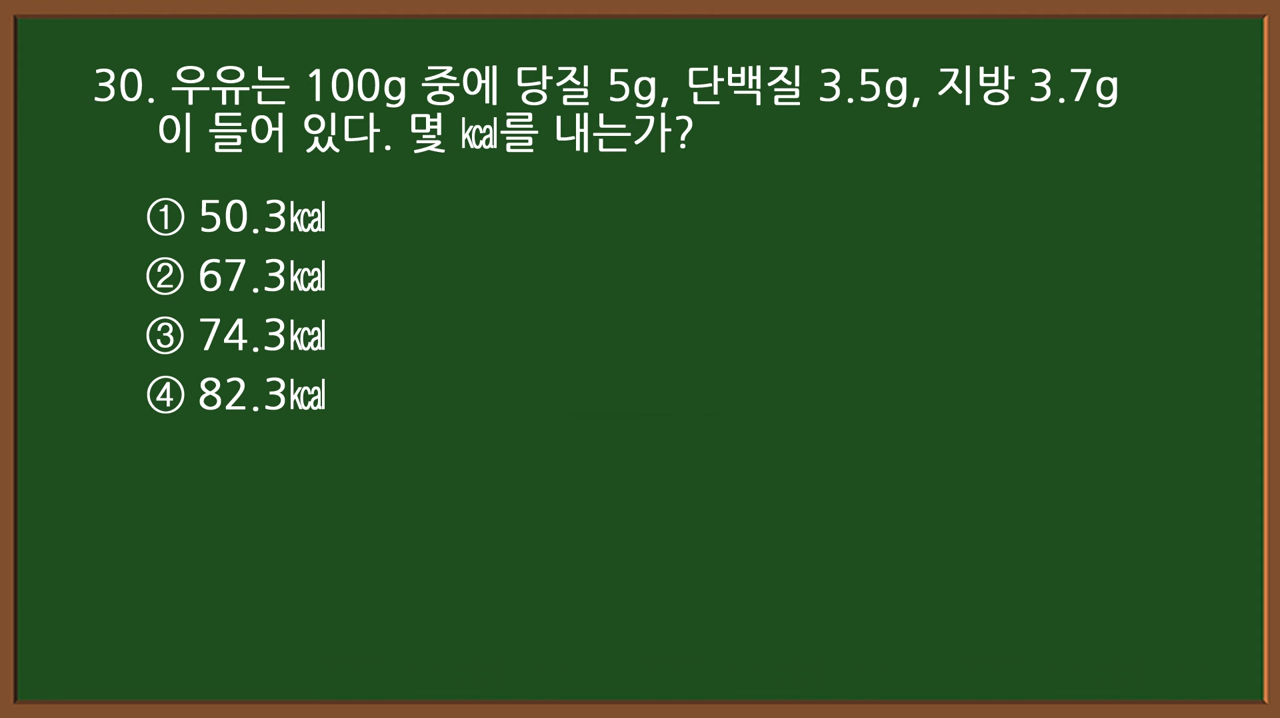 30. 우유는 100g 중에 당질 5g, 단백질 3.5g, 지방 3.7g
이 들어 있다. 몇 ㎉를 내는가?
① 50.3㎉
② 67.3㎉
③ 74.3㎉
④ 82.3㎉